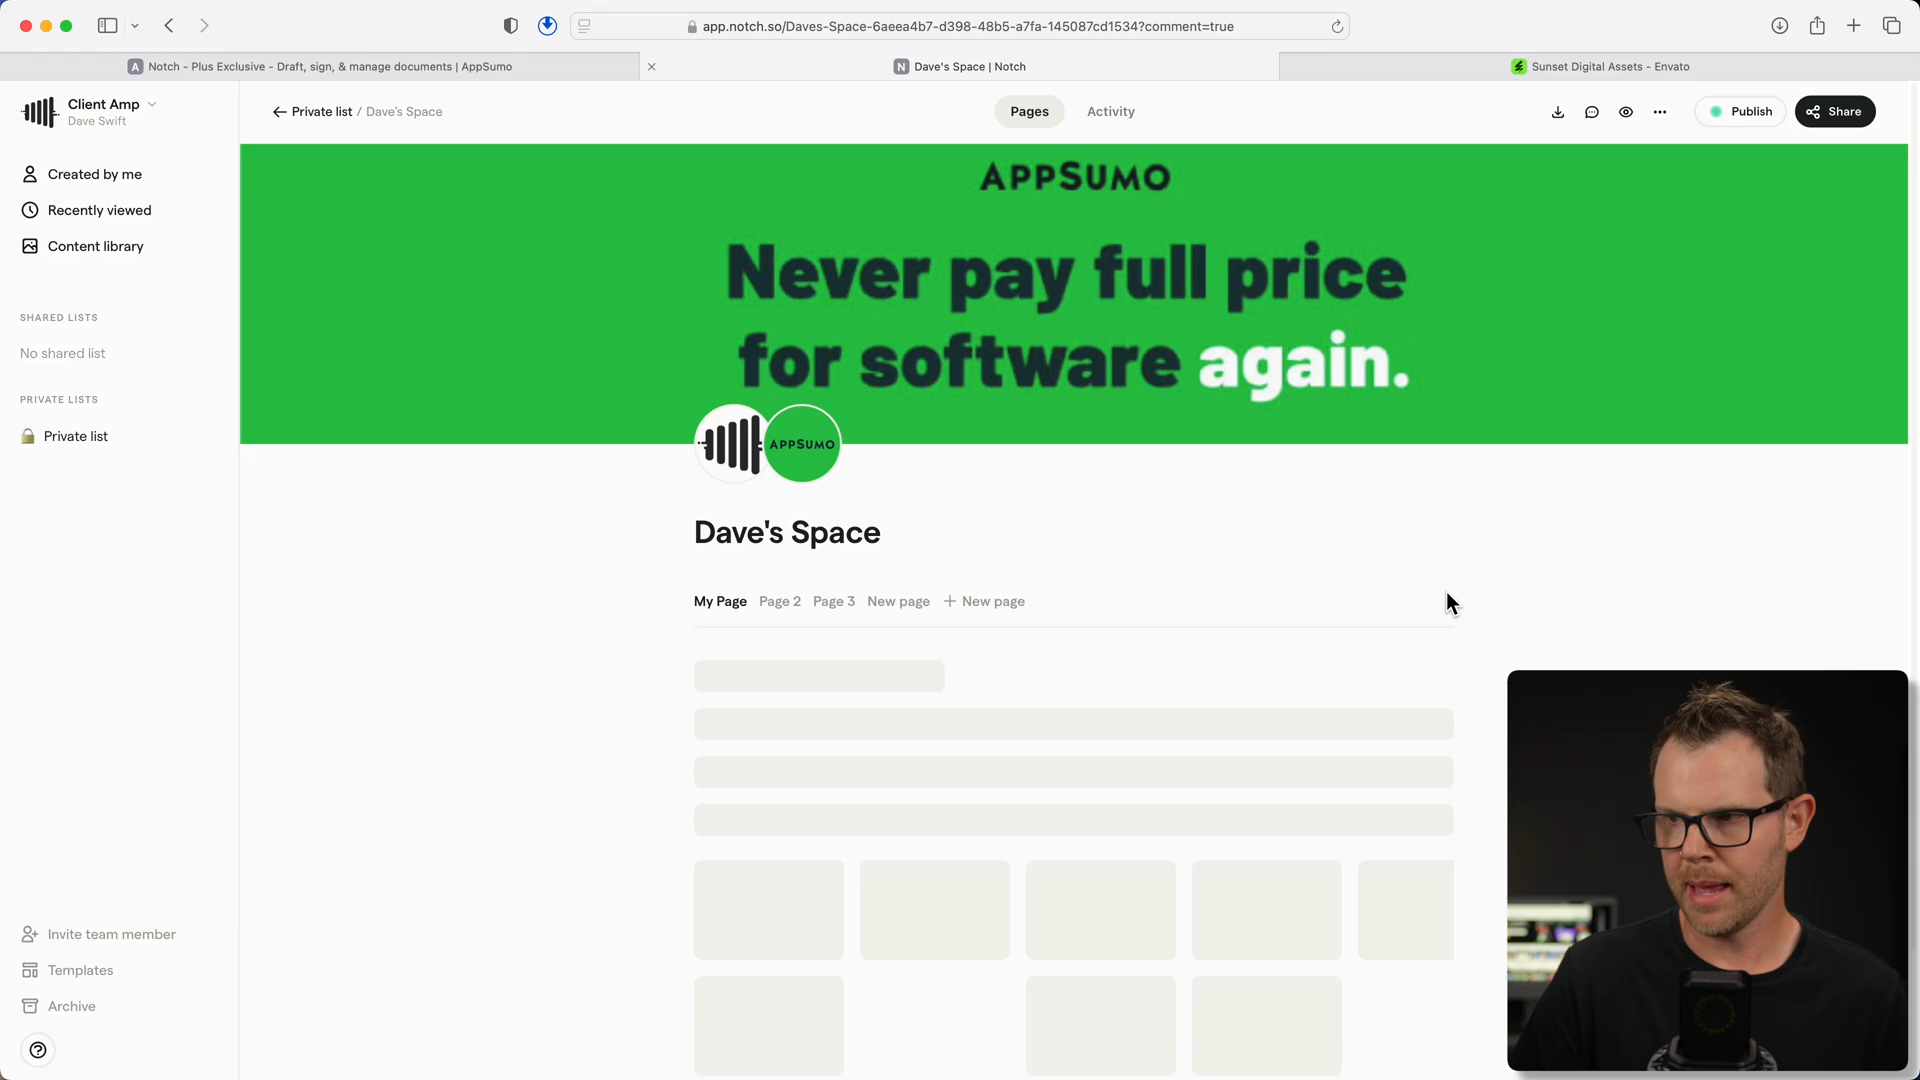 app.notch.so/Daves-Space-6aeea4b7-d398-48b5-a7fa-145087cd1534?comment=true
A Notch - Plus Exclusive - Draft, sign, & manage documents | AppSumo
N Dave's Space | Notch
Sunset Digital Assets - Envato
Client Amp
Dave Swift
Private list / Dave's Space
Pages
Activity
Publish
Share
Created by me
Recently viewed
Content library
SHARED LISTS
No shared list
PRIVATE LISTS
Private list
APPSUMO
Never pay full price
for software again.
APPSUMO
Dave's Space
My Page
Page 2
Page 3
New page
+ New page
Invite team member
Templates
Archive